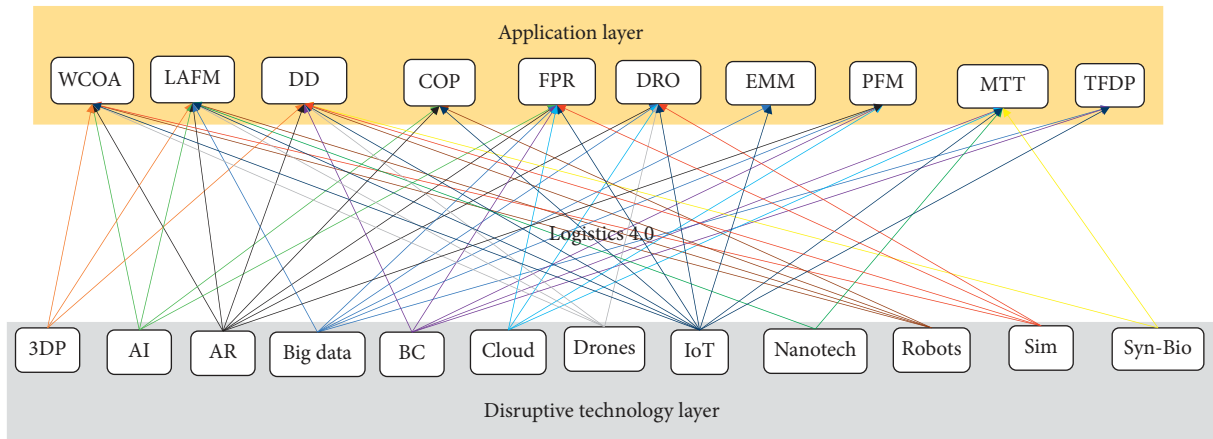 Application layer
WCOA
LAFM
DD
COP
FPR
DRO
EMM
PFM
MTT
TFDP
Logistics 4.0
3DP
AI
AR
Big data
BC
Cloud
Drones
IoT
Nanotech
Robots
Sim
Syn-Bio
Disruptive technology layer